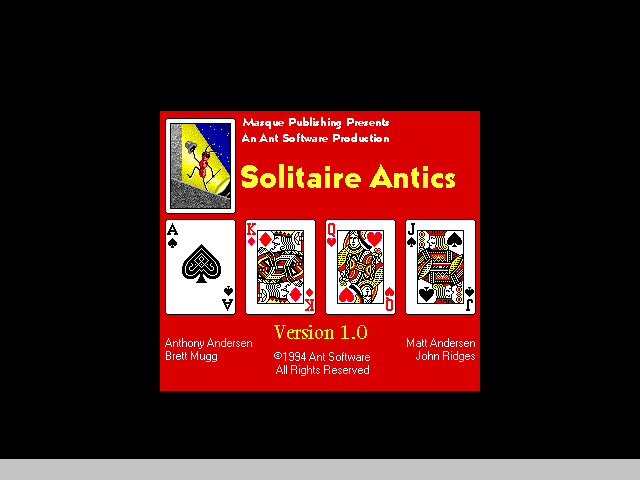 Masque Publishing Presents
An Ant Software Production
Solitaire Antics
A
A
K
K
Q
Q
J
J
Version 1.0
Anthony Andersen
Brett Mugg
©1994 Ant Software
All Rights Reserved
Matt Andersen
John Ridges